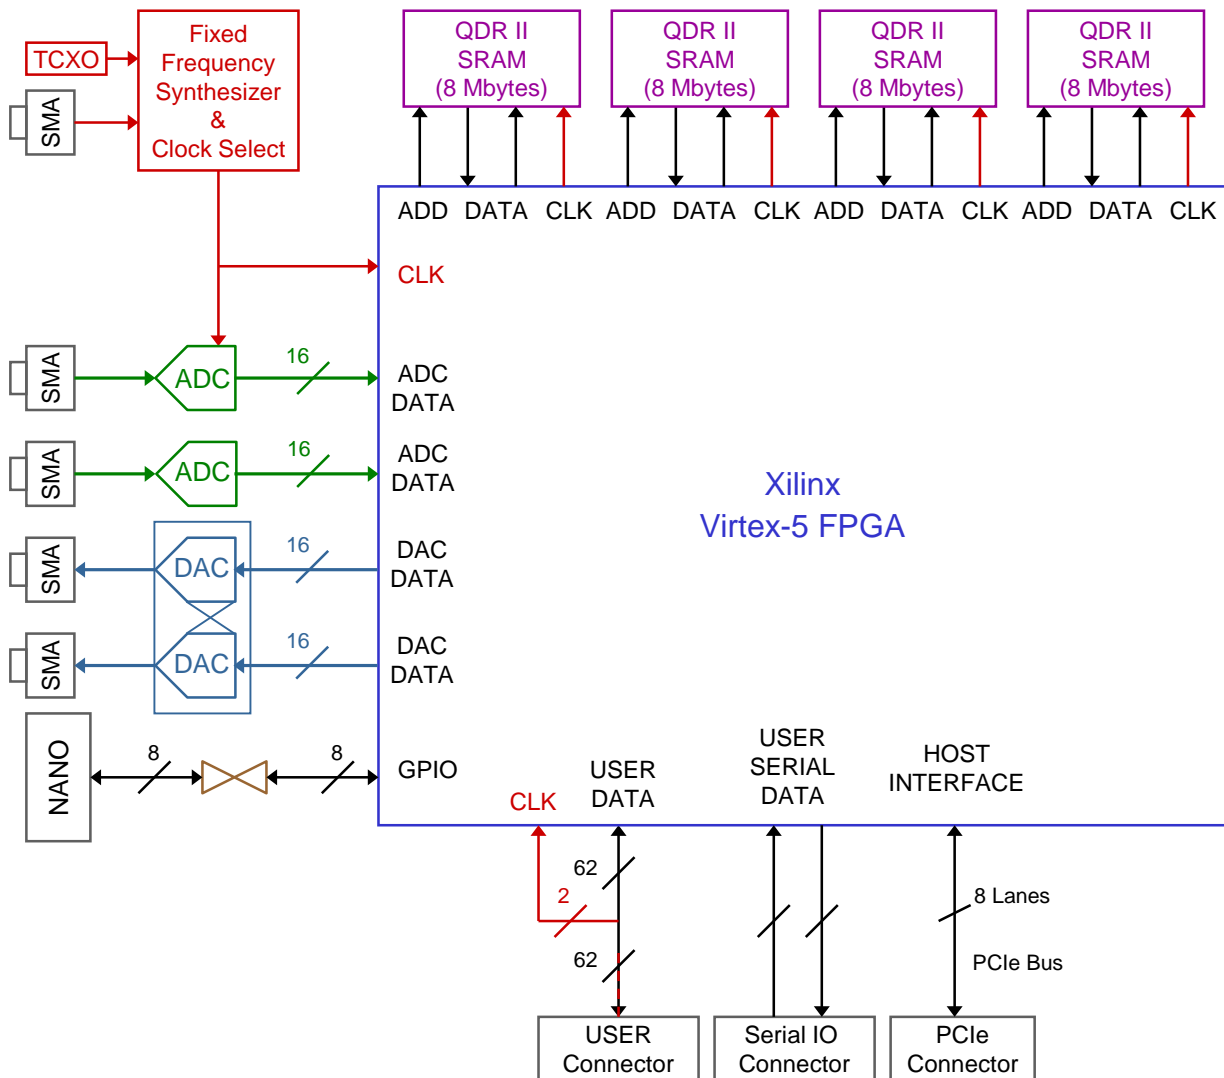 TCXO
SMA
Fixed
Frequency
Synthesizer
&
Clock Select
QDR II
SRAM
(8 Mbytes)
QDR II
SRAM
(8 Mbytes)
QDR II
SRAM
(8 Mbytes)
QDR II
SRAM
(8 Mbytes)
ADD DATA CLK ADD DATA CLK ADD DATA CLK ADD DATA CLK
CLK
SMA
ADC
16
ADC
DATA
SMA
ADC
16
ADC
DATA
Xilinx
Virtex-5 FPGA
SMA
DAC
16
DAC
DATA
SMA
DAC
16
DAC
DATA
NANO
8
8
GPIO
CLK
USER
DATA
USER
SERIAL
DATA
HOST
INTERFACE
62
2
62
8 Lanes
PCIe Bus
USER
Connector
Serial IO
Connector
PCIe
Connector